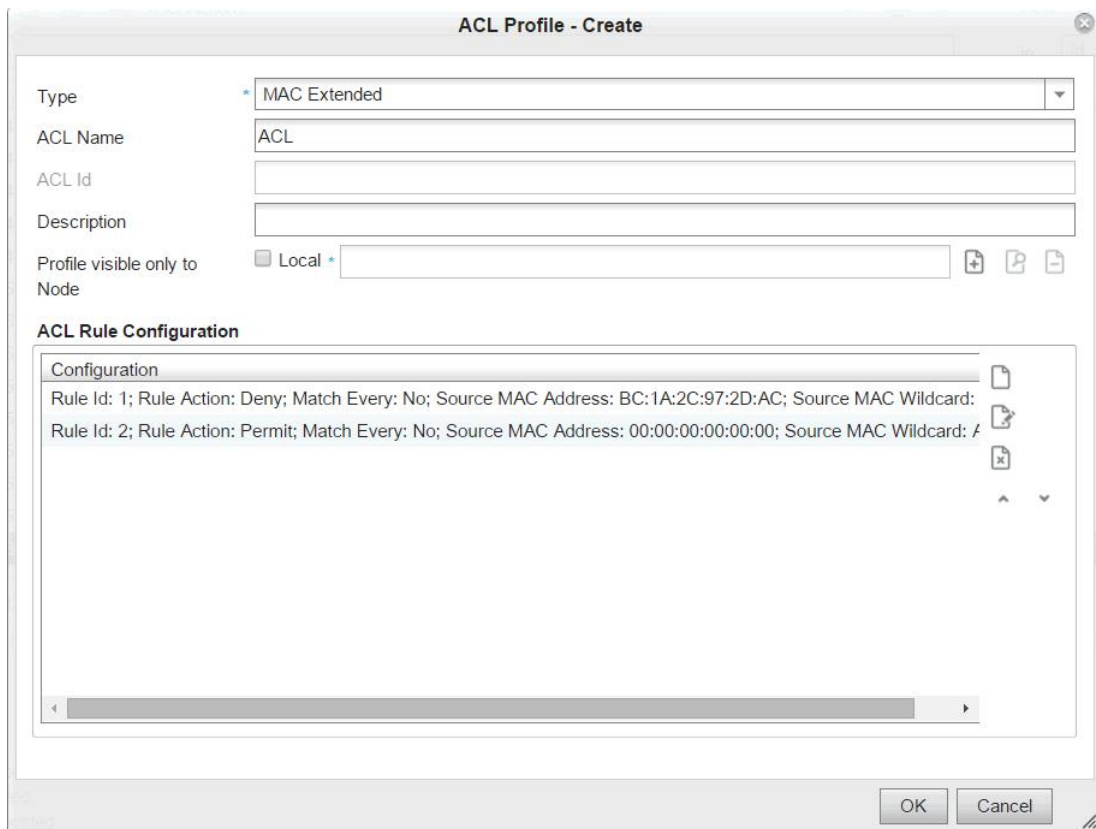 ACL Profile - Create
Type * MAC Extended
ACL Name ACL
ACL Id
Description
Profile visible only to Node Local *
ACL Rule Configuration
Configuration
Rule Id: 1; Rule Action: Deny; Match Every: No; Source MAC Address: BC:1A:2C:97:2D:AC; Source MAC Wildcard:
Rule Id: 2; Rule Action: Permit; Match Every: No; Source MAC Address: 00:00:00:00:00:00; Source MAC Wildcard:
OK Cancel